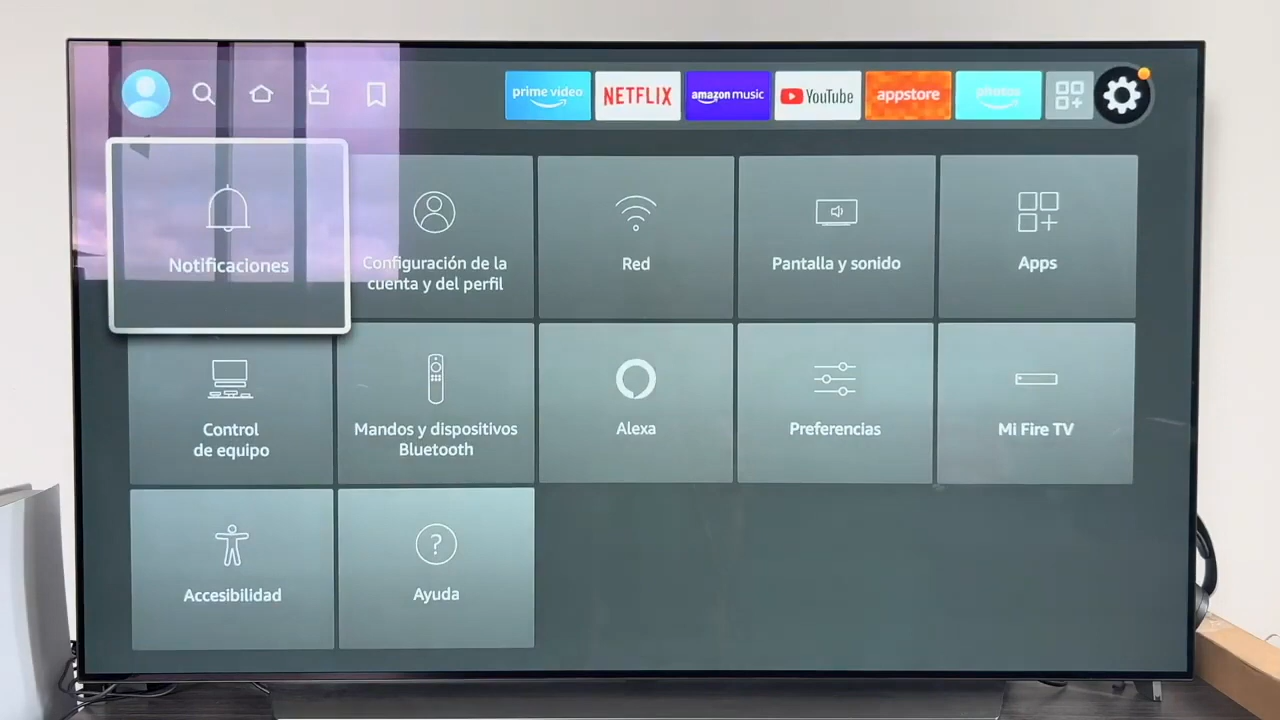 prime video
NETFLIX
amazon music
YouTube
appstore
photos
Notificaciones
Configuración de la
cuenta y del perfil
Red
Pantalla y sonido
Apps
Control
de equipo
Mandos y dispositivos
Bluetooth
Alexa
Preferencias
Mi Fire TV
Accesibilidad
?
Ayuda